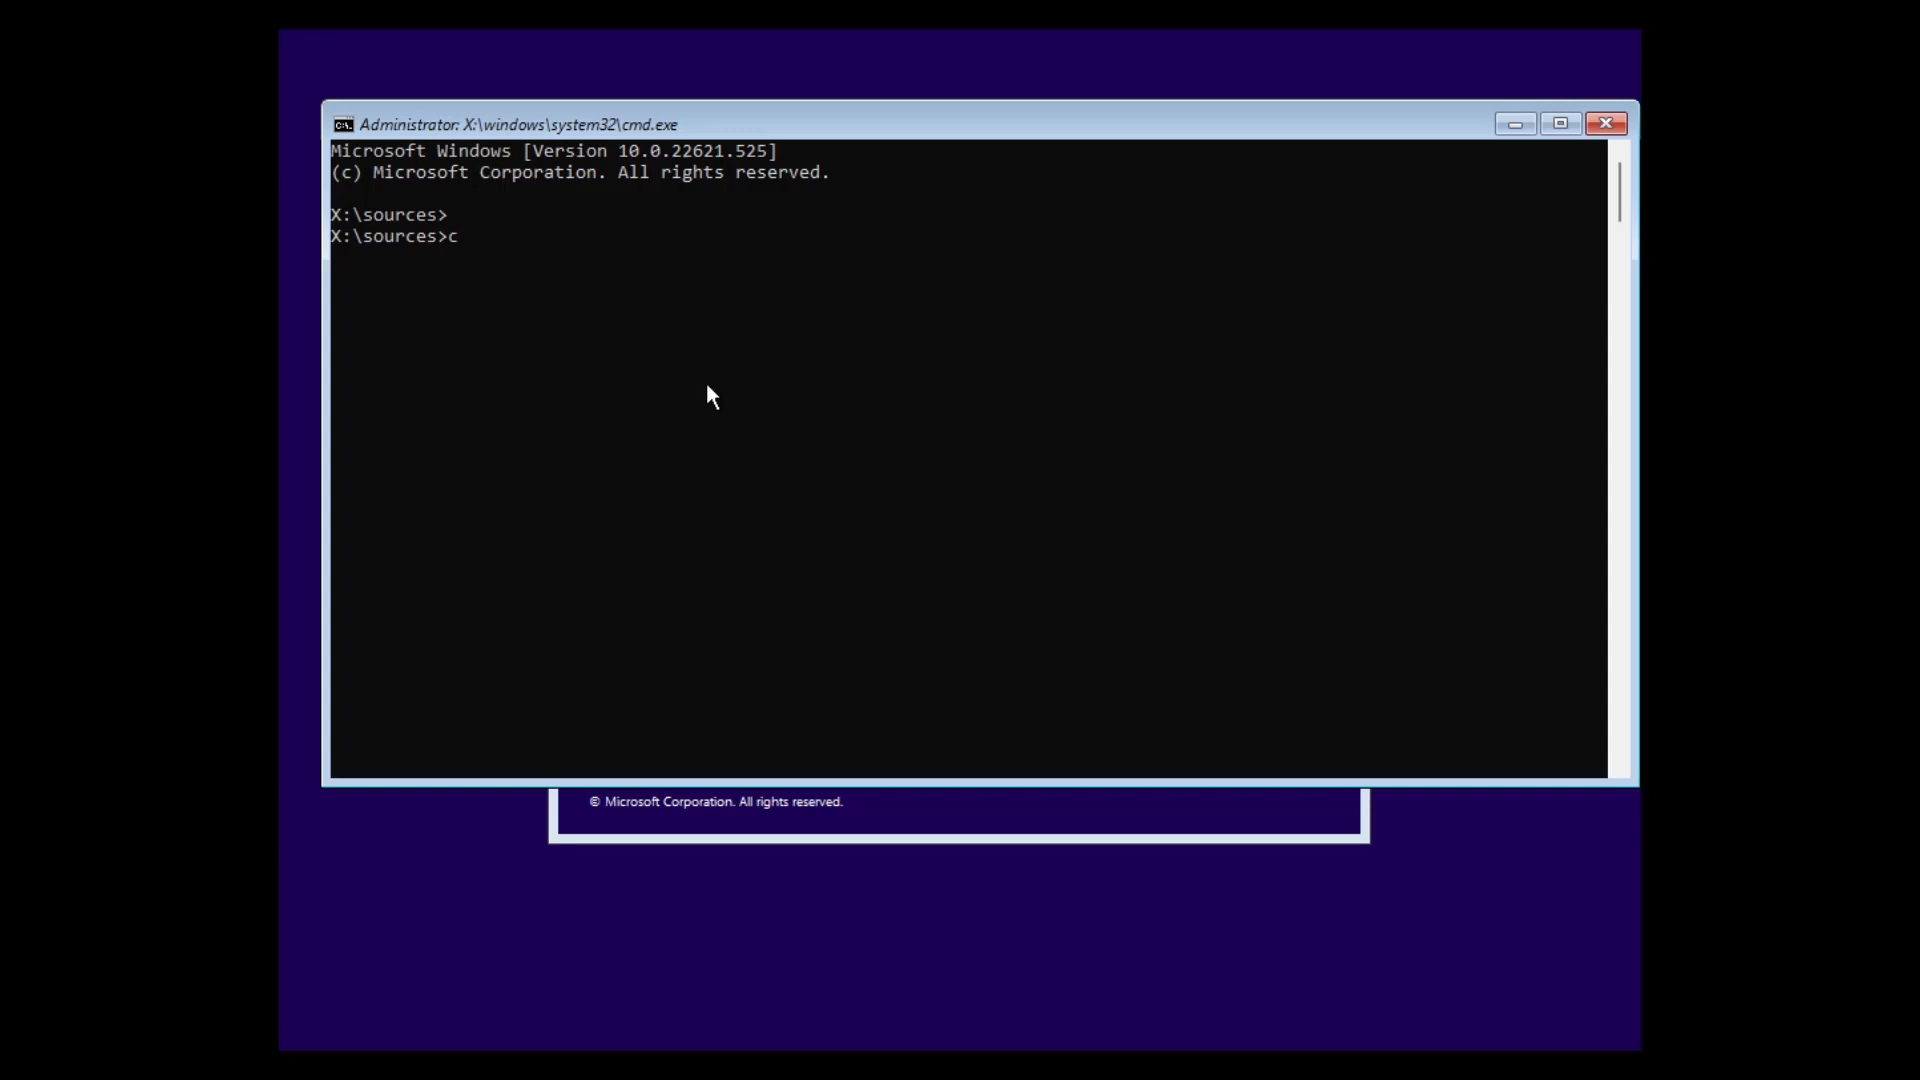 Administrator: X:\windows\system32\cmd.exe
Microsoft Windows [Version 10.0.22621.525]
(c) Microsoft Corporation. All rights reserved.
X:\sources>
X:\sources>c
© Microsoft Corporation. All rights reserved.